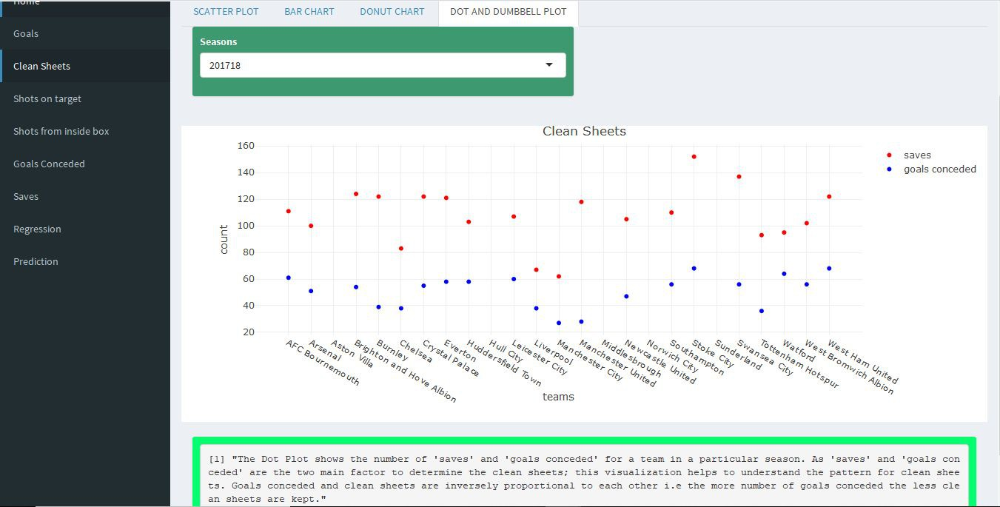 Home
SCATTER PLOT BAR CHART DONUT CHART DOT AND DUMBBELL PLOT
Goals
Clean Sheets
Shots on target
Shots from inside box
Goals Conceded
Saves
Regression
Prediction
Seasons
201718
Clean Sheets
160
140
120
100
80
60
40
20
count
saves
goals conceded
AFC Bournemouth
Arsenal
Aston Villa
Brighton and Hove Albion
Burnley
Chelsea
Crystal Palace
Everton
Huddersfield Town
Hull City
Leicester City
Liverpool
Manchester City
Manchester United
Middlesbrough
Newcastle United
Norwich City
Southampton
Stoke City
Sunderland
Swansea City
Tottenham Hotspur
Watford
West Bromwich Albion
West Ham United
teams
[1] "The Dot Plot shows the number of 'saves' and 'goals conceded' for a team in a particular season. As 'saves' and 'goals con
ceded' are the two main factor to determine the clean sheets; this visualization helps to understand the pattern for clean shee
ts. Goals conceded and clean sheets are inversely proportional to each other i.e the more number of goals conceded the less cle
an sheets are kept."